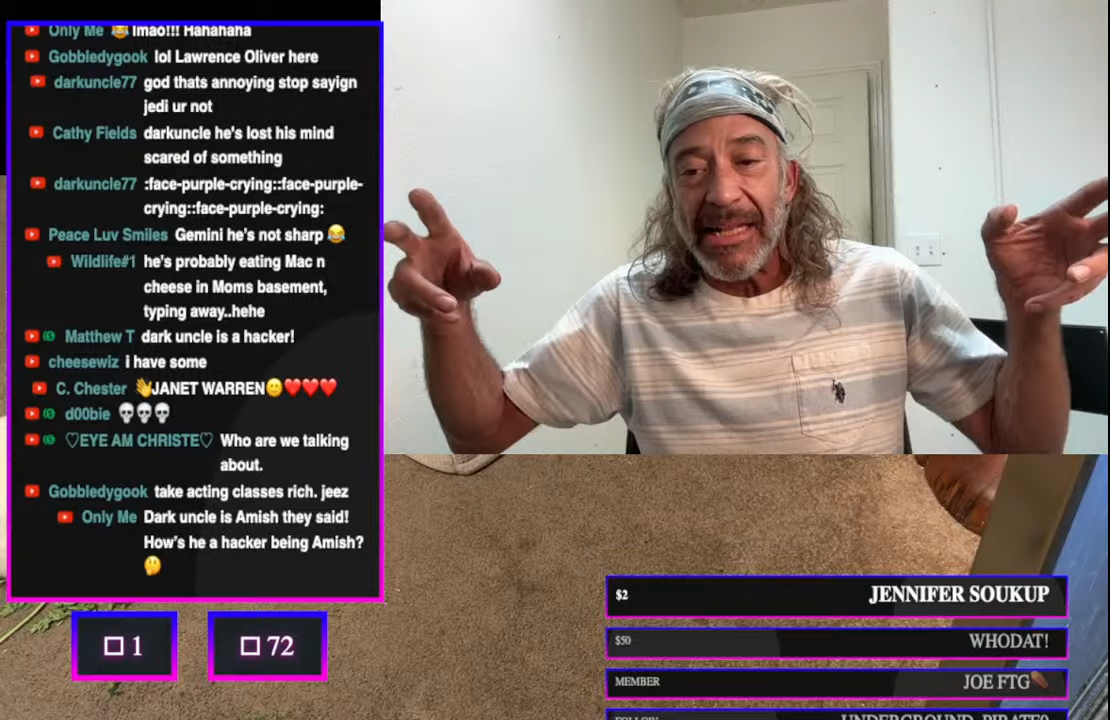 Only Me 😂 lmao!!! Hahahaha
Gobbledygook lol Lawrence Oliver here
darkuncle77 god thats annoying stop sayign
jedi ur not
Cathy Fields darkuncle he's lost his mind
scared of something
darkuncle77 :face-purple-crying::face-purple-
crying::face-purple-crying:
Peace Luv Smiles Gemini he's not sharp 😂
Wildlife#1 he's probably eating Mac n
cheese in Moms basement,
typing away..hehe
Matthew T dark uncle is a hacker!
cheesewiz i have some
C. Chester 👋JANET WARREN🙂❤️❤️❤️
d00bie 💀💀💀
♡EYE AM CHRISTE♡ Who are we talking
about.
Gobbledygook take acting classes rich. jeez
Only Me Dark uncle is Amish they said!
How's he a hacker being Amish?
🤔
1
72
$2 JENNIFER SOUKUP
$50 WHODAT!
MEMBER JOE FTG
FOLLOW UNDERGROUND_PIRATE